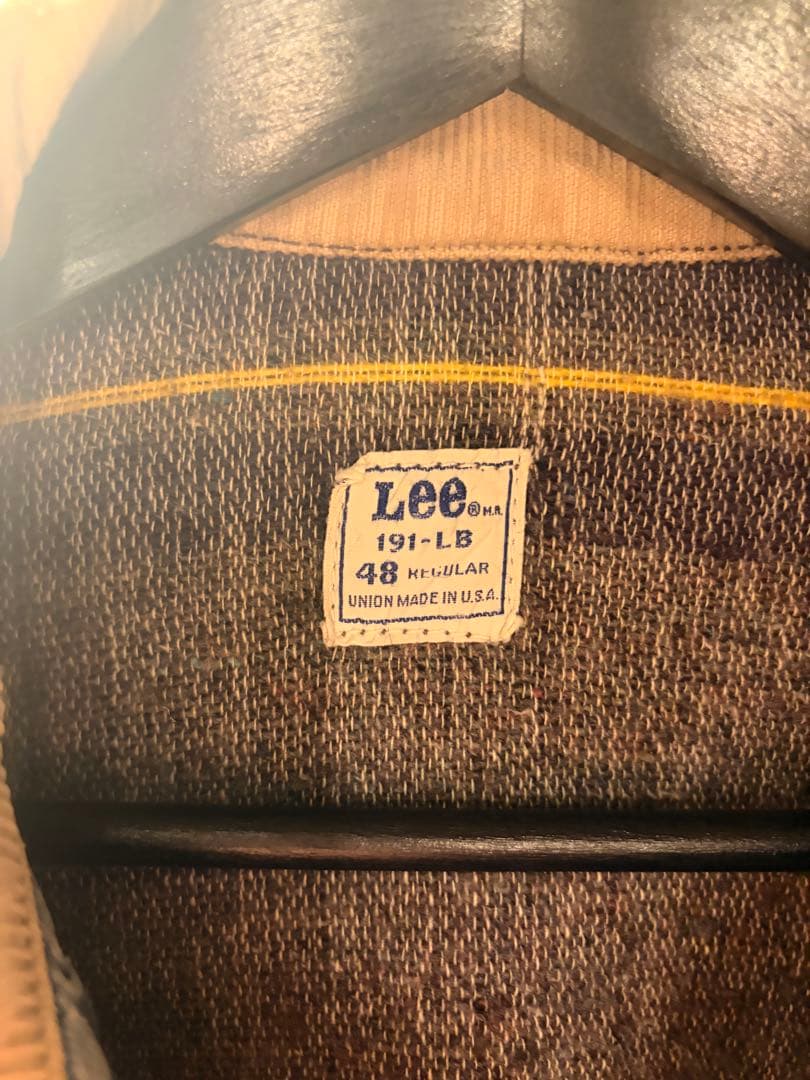 Lee® M.R.
191-LB
48 REGULAR
UNION MADE IN U.S.A.